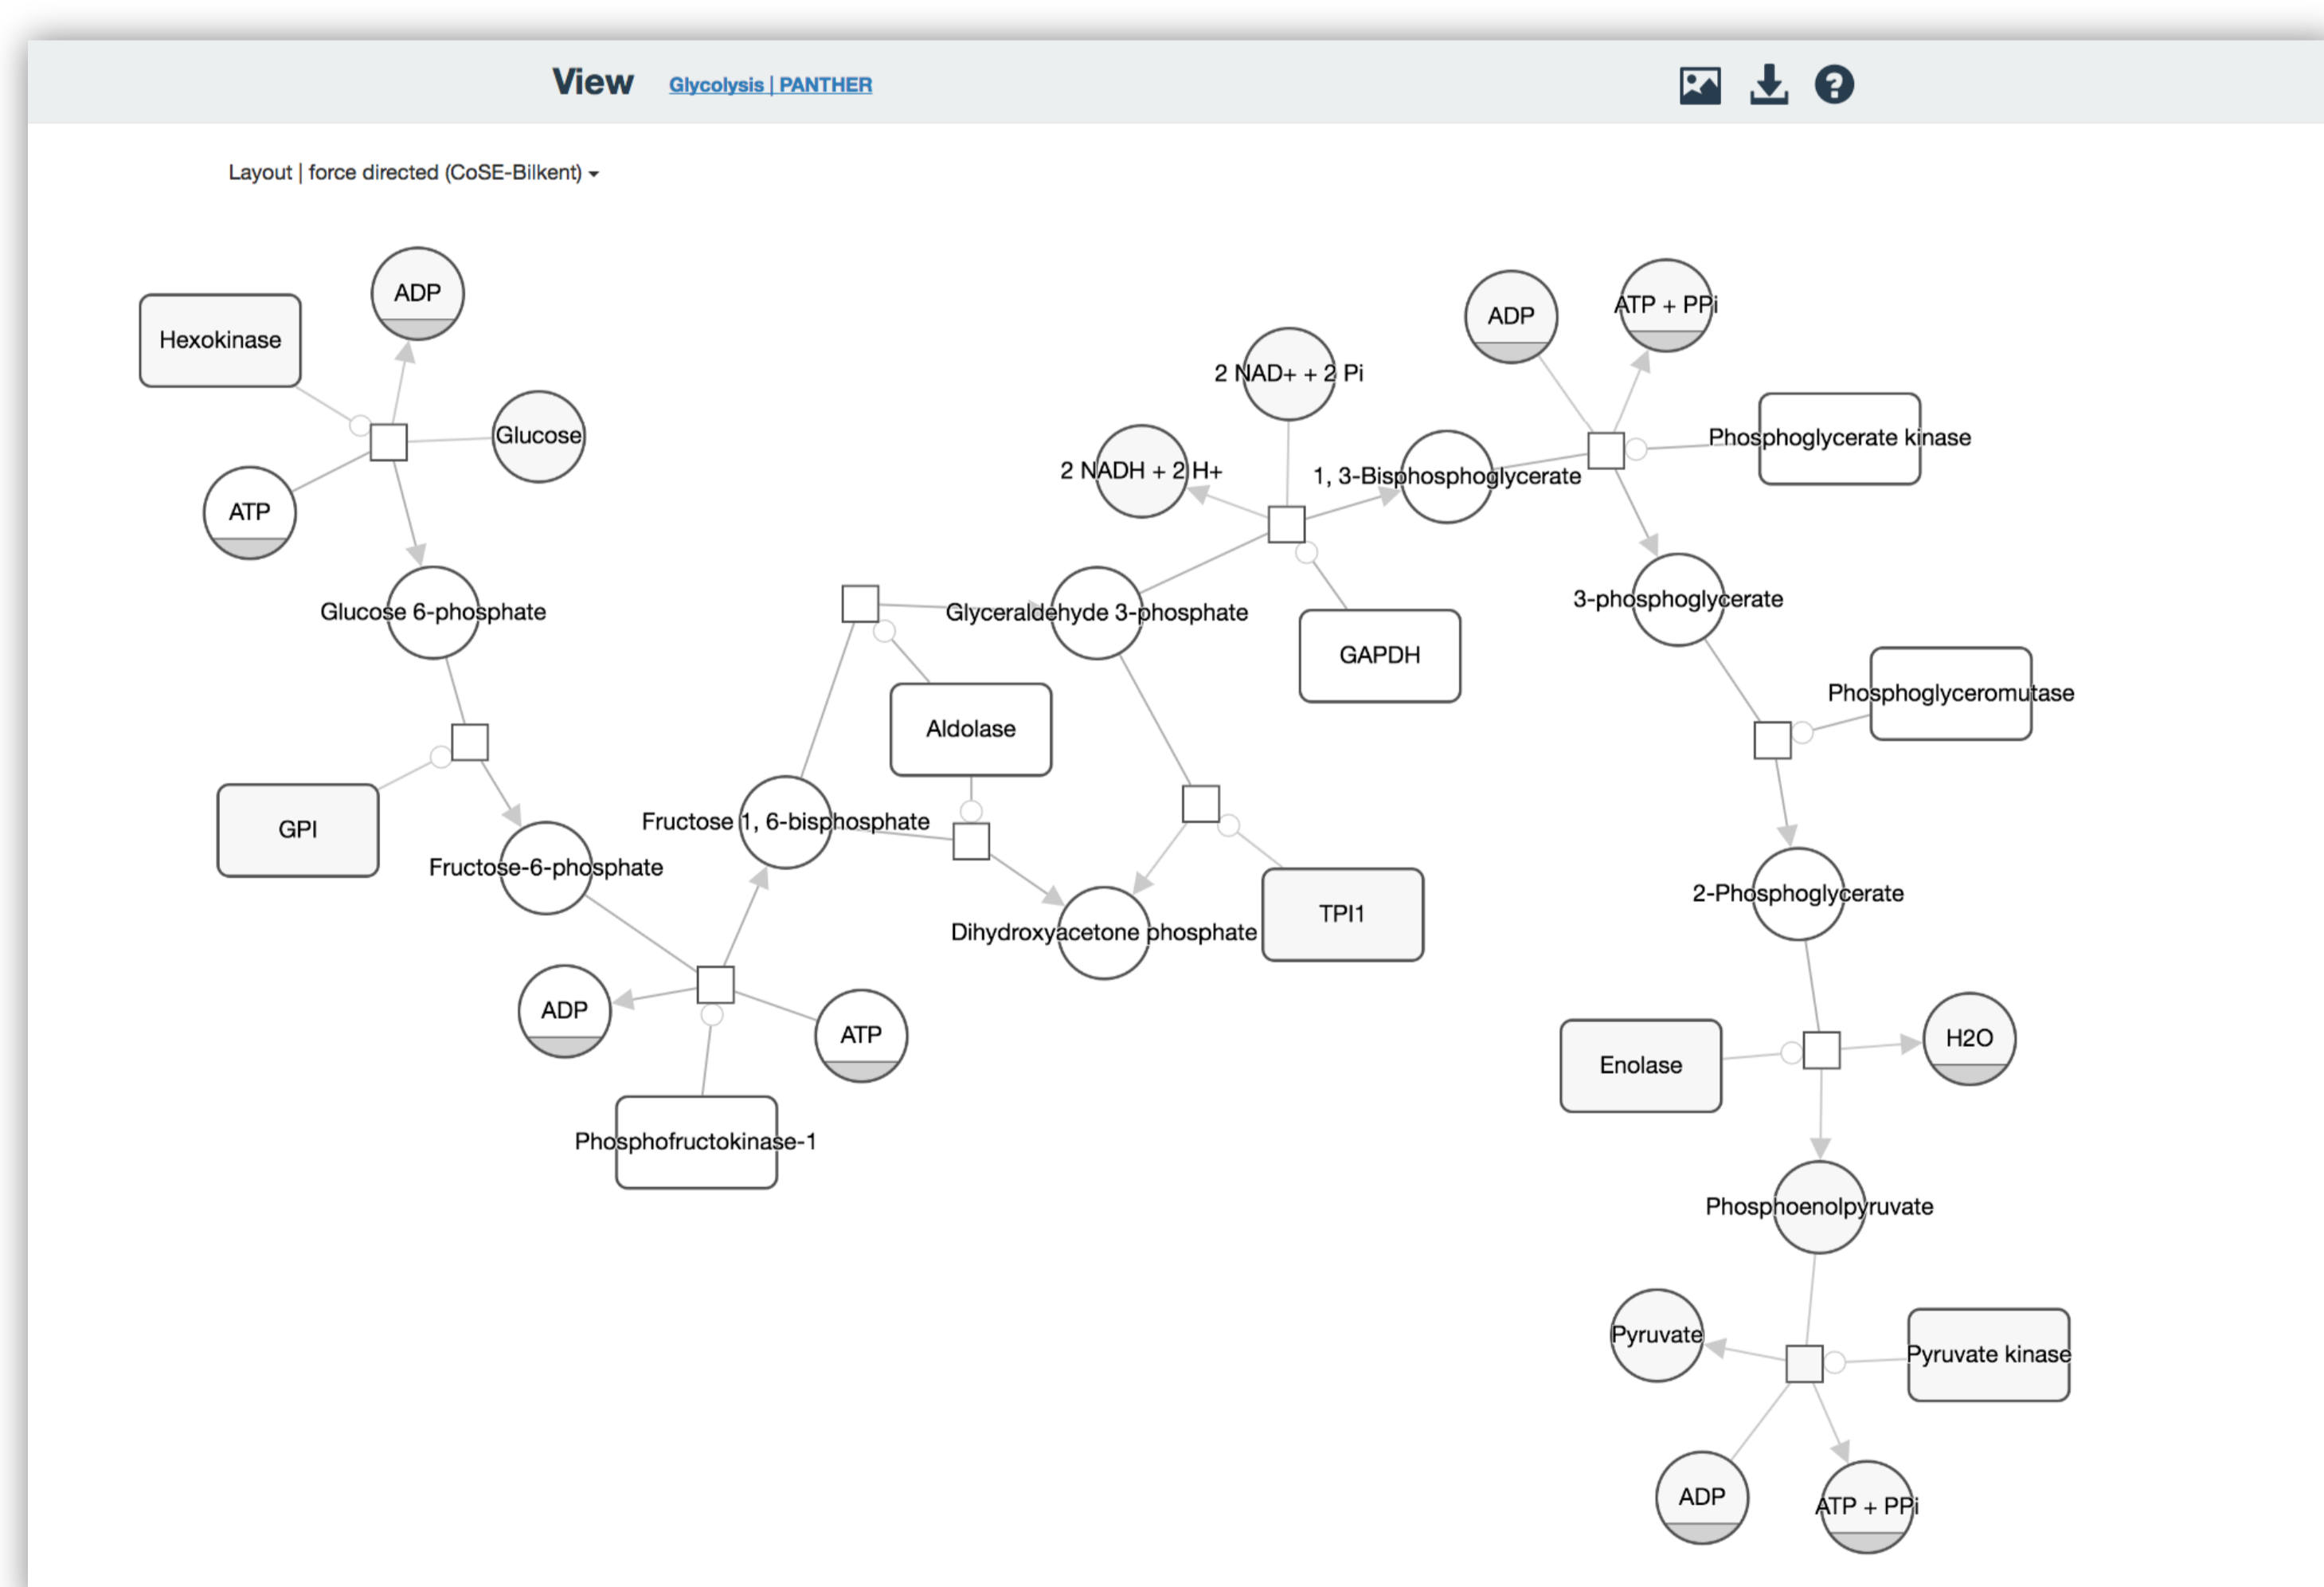 View
Glycolysis | PANTHER
Layout | force directed (CoSE-Bilkent)
ADP
Hexokinase
Glucose
ATP
Glucose 6-phosphate
GPI
Fructose-6-phosphate
ADP
ATP
Phosphofructokinase-1
Fructose 1, 6-bisphosphate
Aldolase
Glyceraldehyde 3-phosphate
Dihydroxyacetone phosphate
TPI1
GAPDH
2 NAD+ + 2 Pi
2 NADH + 2 H+
1, 3-Bisphosphoglycerate
ADP
ATP + PPi
Phosphoglycerate kinase
3-phosphoglycerate
Phosphoglyceromutase
2-Phosphoglycerate
Enolase
H2O
Phosphoenolpyruvate
Pyruvate
Pyruvate kinase
ADP
ATP + PPi